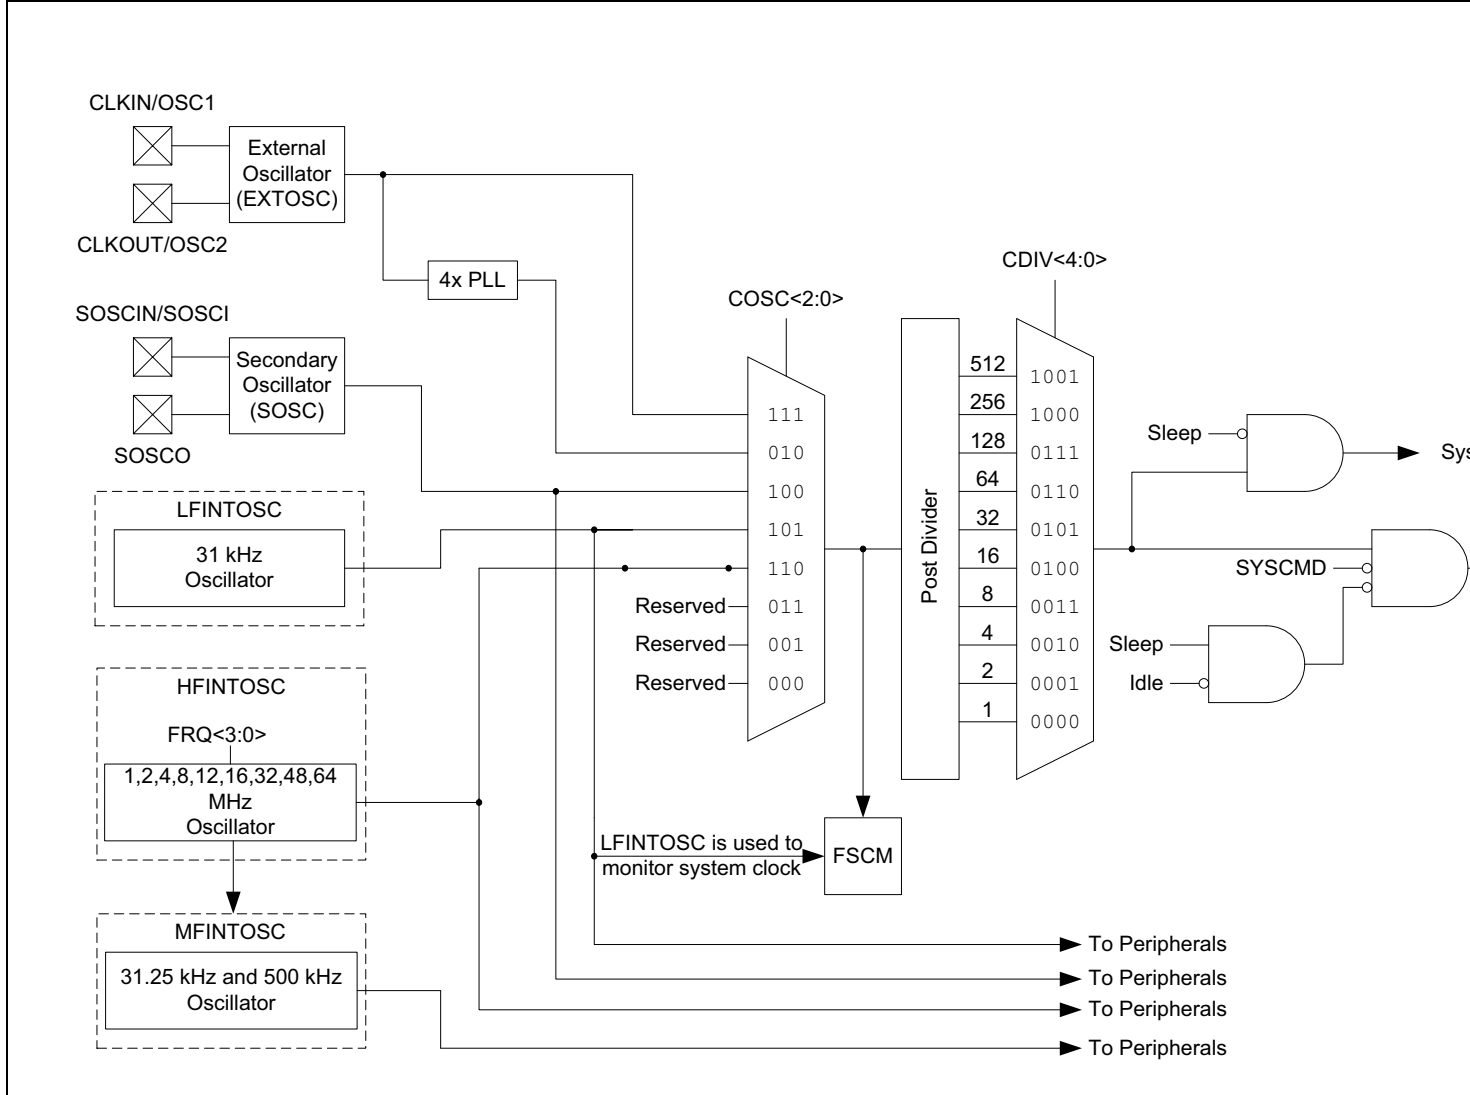 CLKIN/OSC1
External
Oscillator
(EXTOSC)
CLKOUT/OSC2
4x PLL
SOSCIN/SOSCI
Secondary
Oscillator
(SOSC)
SOSCO
LFINTOSC
31 kHz
Oscillator
HFINTOSC
FRQ<3:0>
1,2,4,8,12,16,32,48,64
MHz
Oscillator
MFINTOSC
31.25 kHz and 500 kHz
Oscillator
COSC<2:0>
111
010
100
101
110
Reserved 011
Reserved 001
Reserved 000
LFINTOSC is used to
monitor system clock
FSCM
Post Divider
CDIV<4:0>
512 1001
256 1000
128 0111
64 0110
32 0101
16 0100
8 0011
4 0010
2 0001
1 0000
Sleep
Sys
SYSCMD
Sleep
Idle
To Peripherals
To Peripherals
To Peripherals
To Peripherals